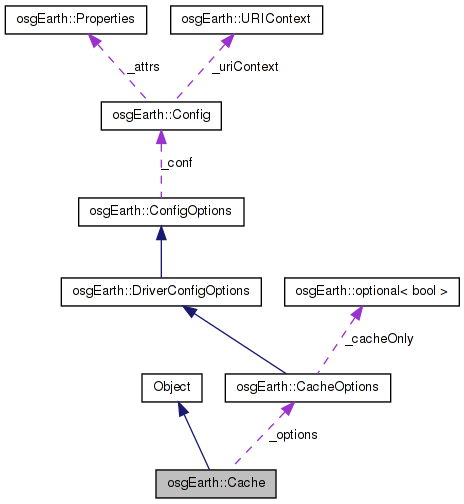 osgEarth::Properties
osgEarth::URIContext
_attrs
_uriContext
osgEarth::Config
_conf
osgEarth::ConfigOptions
osgEarth::DriverConfigOptions
osgEarth::optional< bool >
_cacheOnly
Object
osgEarth::CacheOptions
_options
osgEarth::Cache